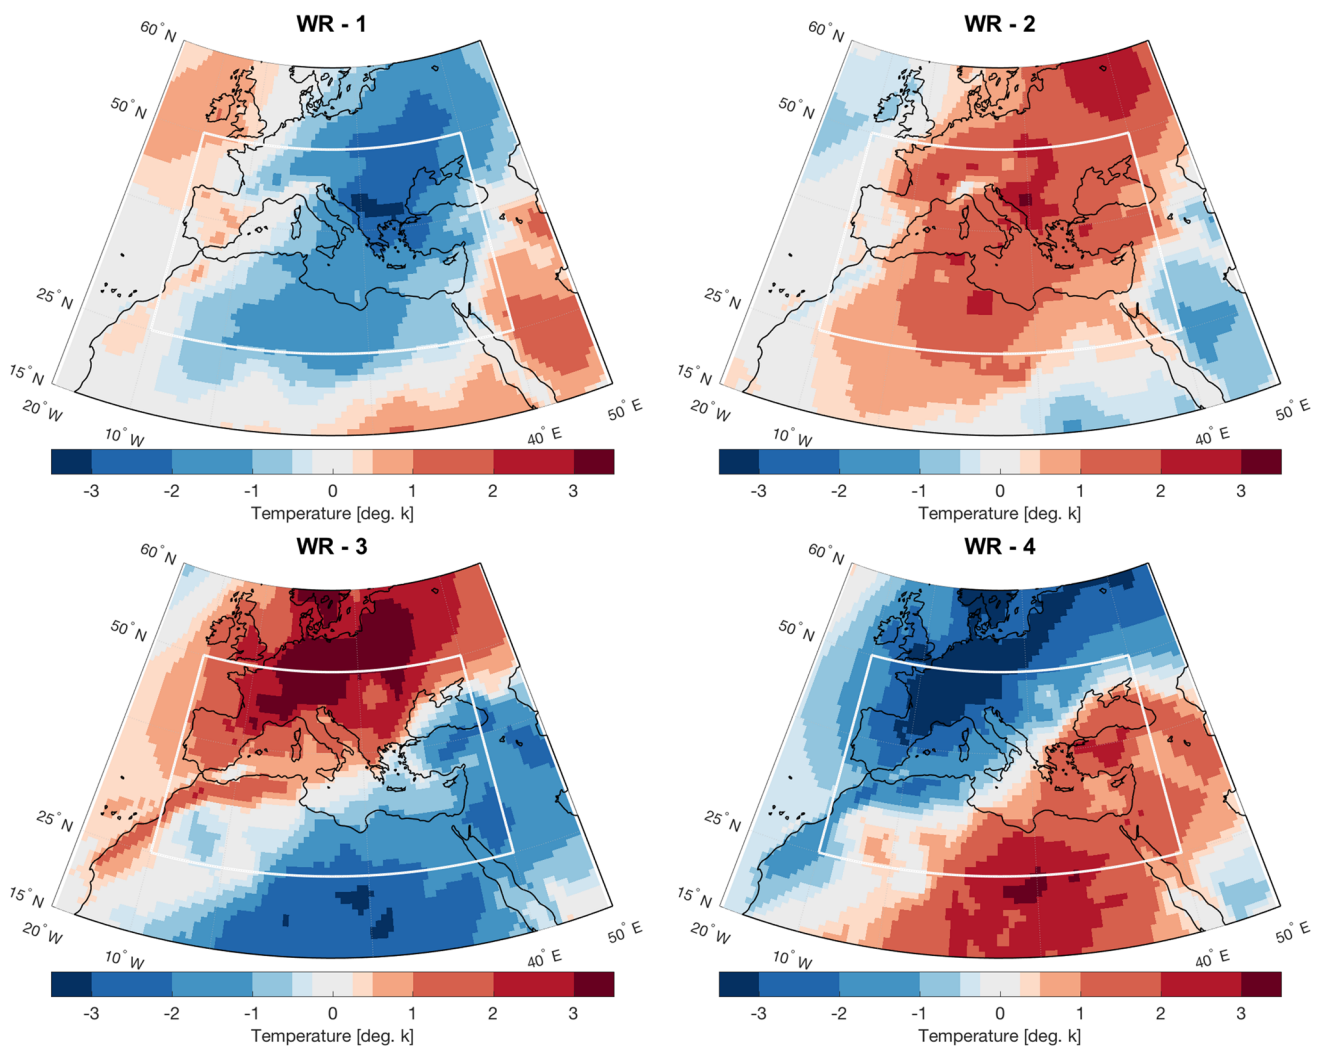 WR - 1
60° N
50° N
25° N
15° N
20° W
10° W
40° E
50° E
-3 -2 -1 0 1 2 3
Temperature [deg. k]
WR - 2
60° N
50° N
25° N
15° N
20° W
10° W
40° E
50° E
-3 -2 -1 0 1 2 3
Temperature [deg. k]
WR - 3
60° N
50° N
25° N
15° N
20° W
10° W
40° E
50° E
-3 -2 -1 0 1 2 3
Temperature [deg. k]
WR - 4
60° N
50° N
25° N
15° N
20° W
10° W
40° E
50° E
-3 -2 -1 0 1 2 3
Temperature [deg. k]